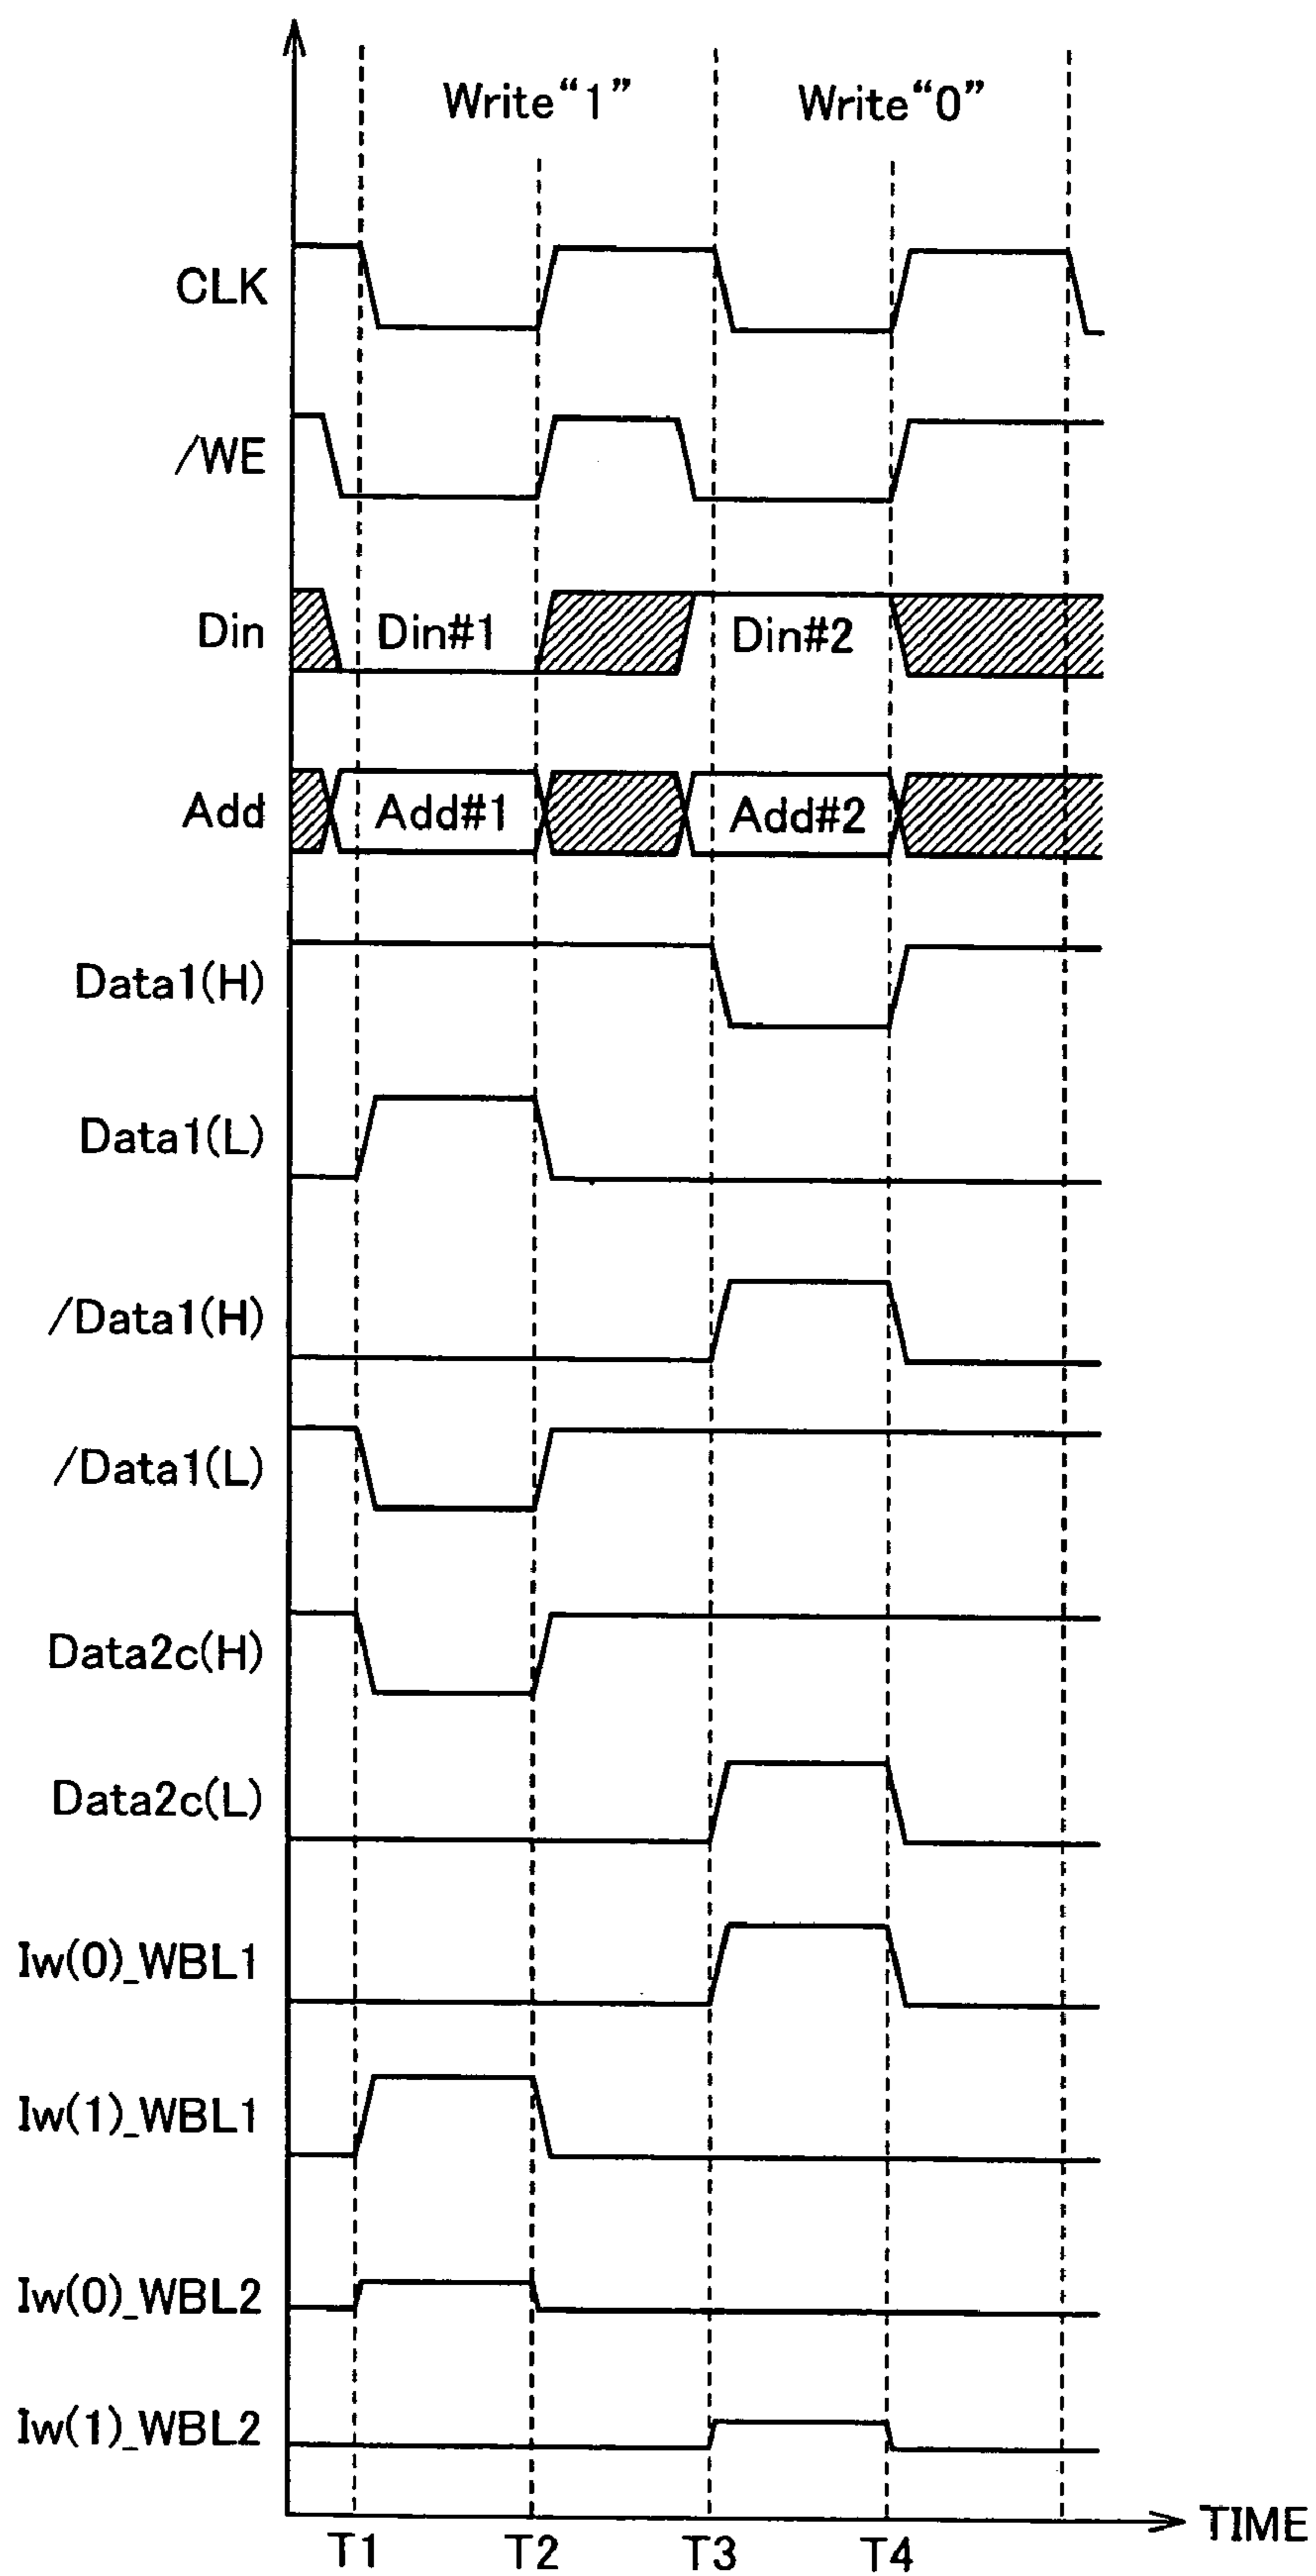 Write“1” Write“0”
CLK
/WE
Din Din#1 Din#2
Add Add#1 Add#2
Data1(H)
Data1(L)
/Data1(H)
/Data1(L)
Data2c(H)
Data2c(L)
Iw(0)_WBL1
Iw(1)_WBL1
Iw(0)_WBL2
Iw(1)_WBL2
TIME
T1 T2 T3 T4